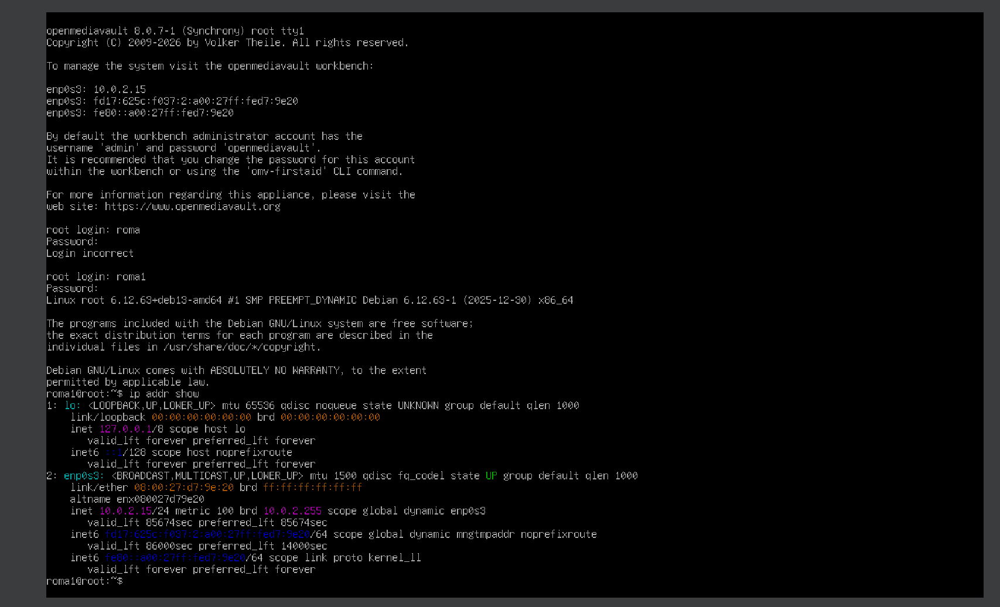 openmediavault 8.0.7-1 (Synchrony) root tty1
Copyright (C) 2009-2026 by Volker Theile. All rights reserved.
To manage the system visit the openmediavault workbench:
enp0s3: 10.0.2.15
enp0s3: fd17:625c:f037:2:a00:27ff:fed7:9e20
enp0s3: fe80::a00:27ff:fed7:9e20
By default the workbench administrator account has the
username 'admin' and password 'openmediavault'.
It is recommended that you change the password for this account
within the workbench or using the 'omv-firstaid' CLI command.
For more information regarding this appliance, please visit the
web site: https://www.openmediavault.org
root login: roma
Password:
Login incorrect
root login: roma1
Password:
Linux root 6.12.63+deb13-amd64 #1 SMP PREEMPT_DYNAMIC Debian 6.12.63-1 (2025-12-30) x86_64
The programs included with the Debian GNU/Linux system are free software;
the exact distribution terms for each program are described in the
individual files in /usr/share/doc/*/copyright.
Debian GNU/Linux comes with ABSOLUTELY NO WARRANTY, to the extent
permitted by applicable law.
roma1@root:~$ ip addr show
1: lo: <LOOPBACK,UP,LOWER_UP> mtu 65536 qdisc noqueue state UNKNOWN group default qlen 1000
    link/loopback 00:00:00:00:00:00 brd 00:00:00:00:00:00
    inet 127.0.0.1/8 scope host lo
       valid_lft forever preferred_lft forever
    inet6 ::1/128 scope host noprefixroute
       valid_lft forever preferred_lft forever
2: enp0s3: <BROADCAST,MULTICAST,UP,LOWER_UP> mtu 1500 qdisc fq_codel state UP group default qlen 1000
    link/ether 08:00:27:d7:9e:20 brd ff:ff:ff:ff:ff:ff
    altname enx080027d79e20
    inet 10.0.2.15/24 metric 100 brd 10.0.2.255 scope global dynamic enp0s3
       valid_lft 85674sec preferred_lft 85674sec
    inet6 fd17:625c:f037:2:a00:27ff:fed7:9e20/64 scope global dynamic mngtmpaddr noprefixroute
       valid_lft 86000sec preferred_lft 14000sec
    inet6 fe80::a00:27ff:fed7:9e20/64 scope link proto kernel_ll
       valid_lft forever preferred_lft forever
roma1@root:~$